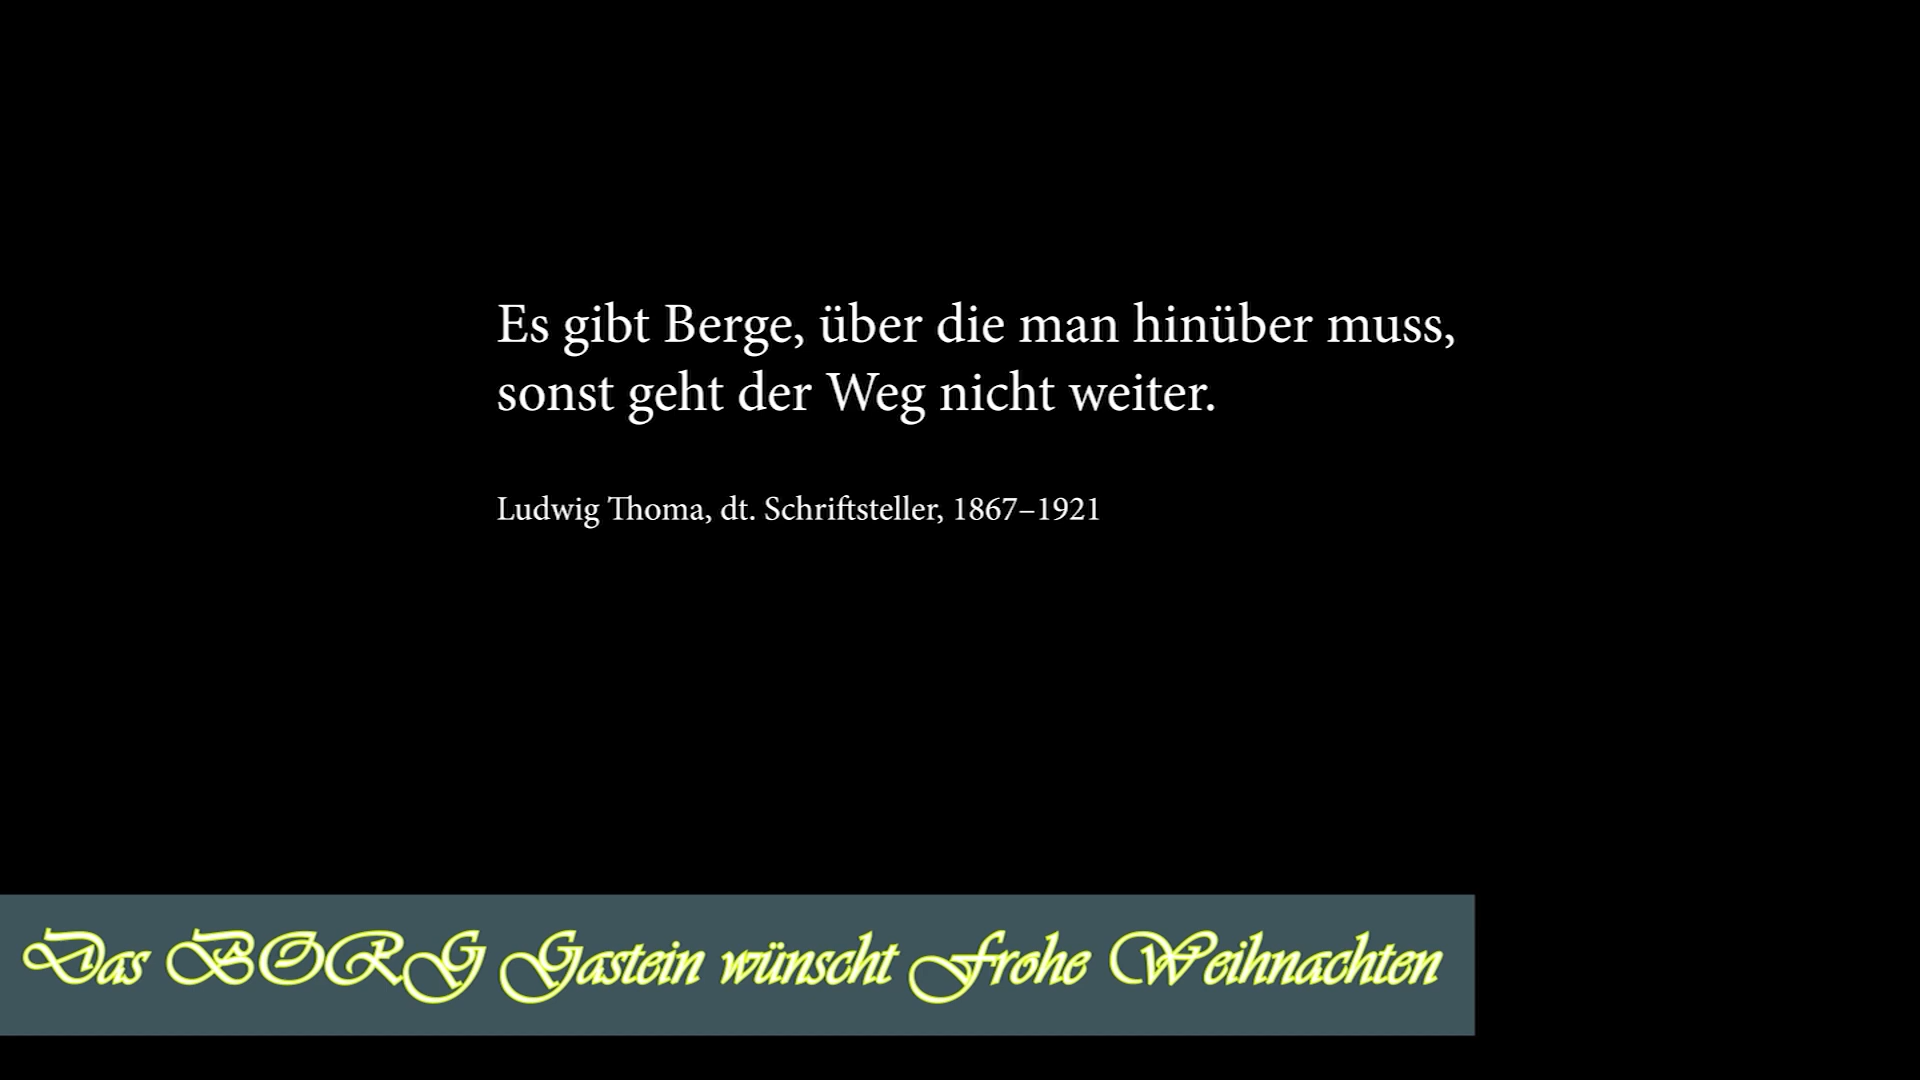 Es gibt Berge, über die man hinüber muss,
sonst geht der Weg nicht weiter.
Ludwig Thoma, dt. Schriftsteller, 1867–1921
Das BORG Gastein wünscht Frohe Weihnachten